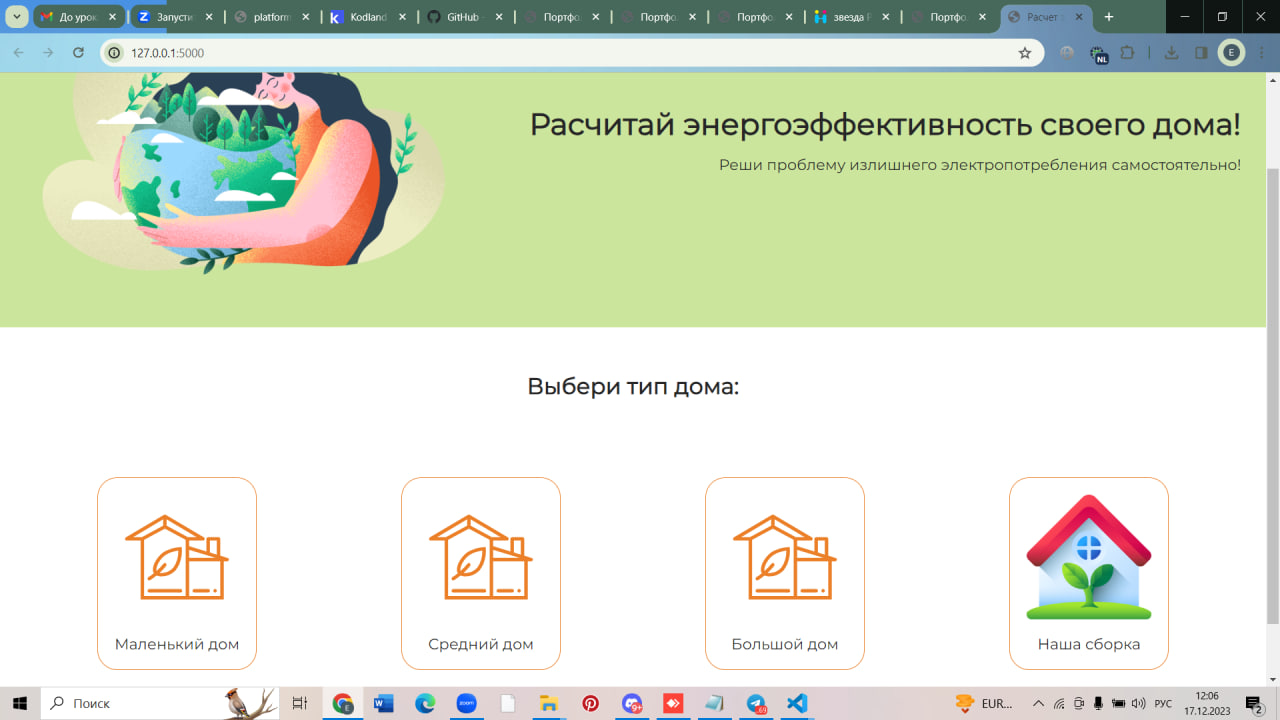 До урок
Запусти
platform
Kodland
GitHub
Портфо
Портфо
Портфо
звезда
Портфо
Расчет
127.0.0.1:5000
E
NL
Расчитай энергоэффективность своего дома!
Реши проблему излишнего электропотребления самостоятельно!
Выбери тип дома:
Маленький дом
Средний дом
Большой дом
Наша сборка
Поиск
EUR...
РУС
12:06
17.12.2023